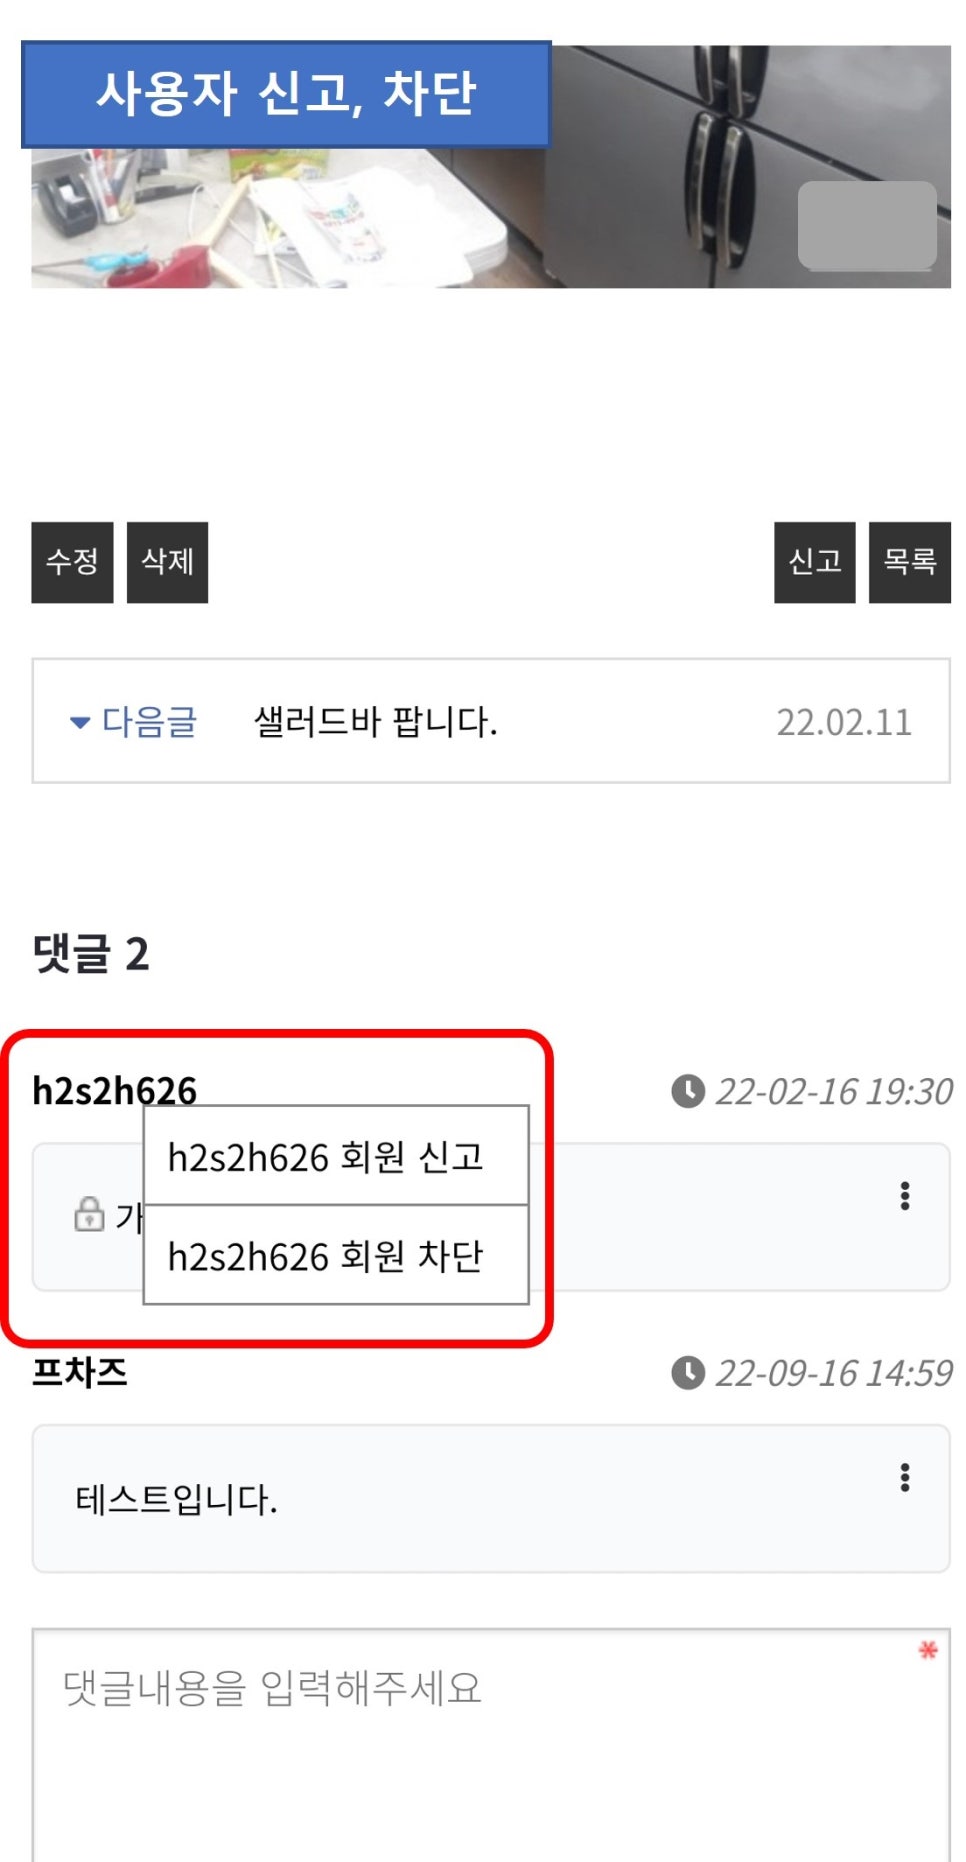 사용자 신고, 차단
수정 삭제 신고 목록
다음글 샐러드바 팝니다. 22.02.11
댓글 2
h2s2h626 22-02-16 19:30
h2s2h626 회원 신고
h2s2h626 회원 차단
프차즈 22-09-16 14:59
테스트입니다.
*
댓글내용을 입력해주세요